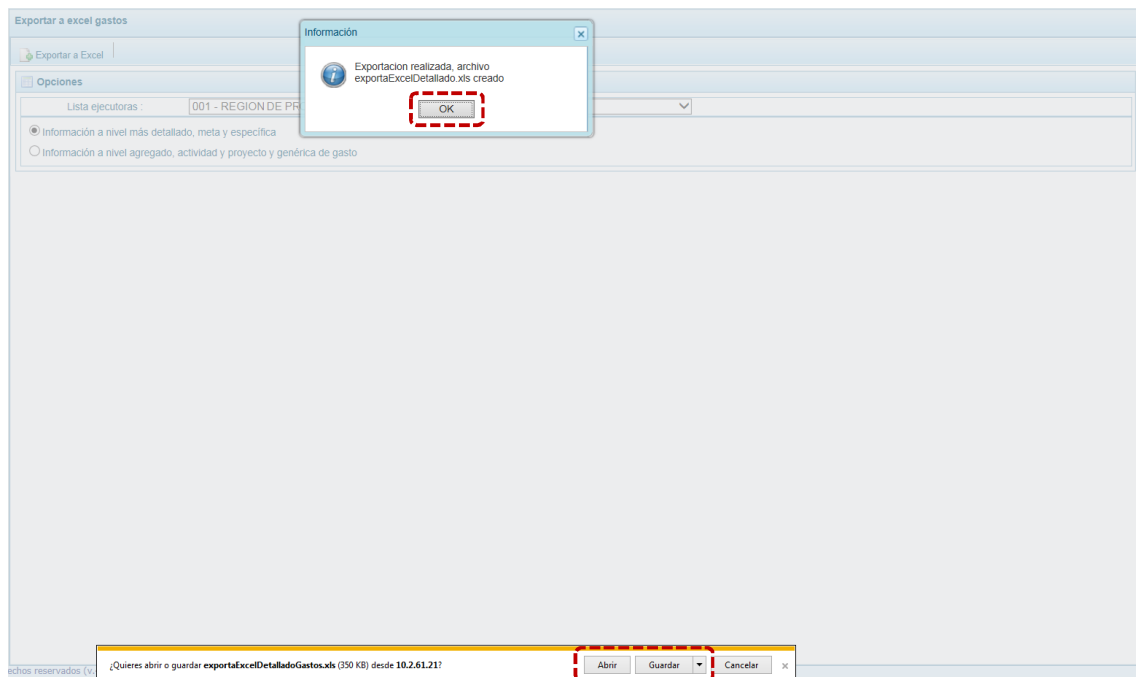 Exportar a excel gastos
Información
Exportar a Excel
Exportacion realizada, archivo
exportaExcelDetallado.xls creado
OK
Opciones
Lista ejecutoras :
001 - REGION DE
Información a nivel más detallado, meta y específica
Información a nivel agregado, actividad y proyecto y genérica de gasto
¿Quieres abrir o guardar exportaExcelDetalladoGastos.xls (350 KB) desde 10.2.61.21?
Abrir
Guardar
Cancelar
reservados (v.